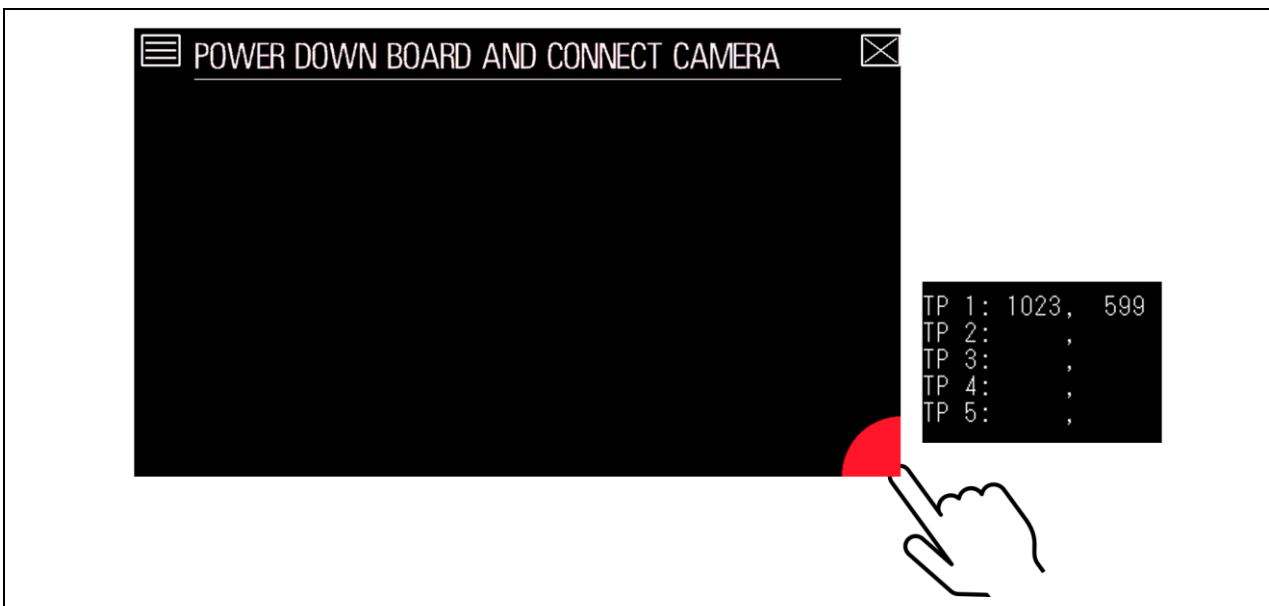 POWER DOWN BOARD AND CONNECT CAMERA
TP 1: 1023, 599
TP 2: ,
TP 3: ,
TP 4: ,
TP 5: ,